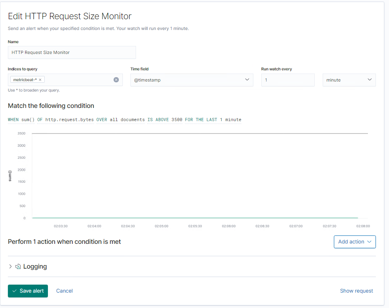 Edit HTTP Request Size Monitor
Send an alert when your specified condition is met. Your watch will run every 1 minute.
Name
HTTP Request Size Monitor
Indices to query
Time field
Run watch every
metricbeat-* ×
@timestamp
1
minute
Use * to broaden your query.
Match the following condition
WHEN sum() OF http.request.bytes OVER all documents IS ABOVE 3500 FOR THE LAST 1 minute
3500
3000
2500
2000
1500
1000
500
0
Perform 1 action when condition is met
Add action
Logging
Save alert
Cancel
Show request